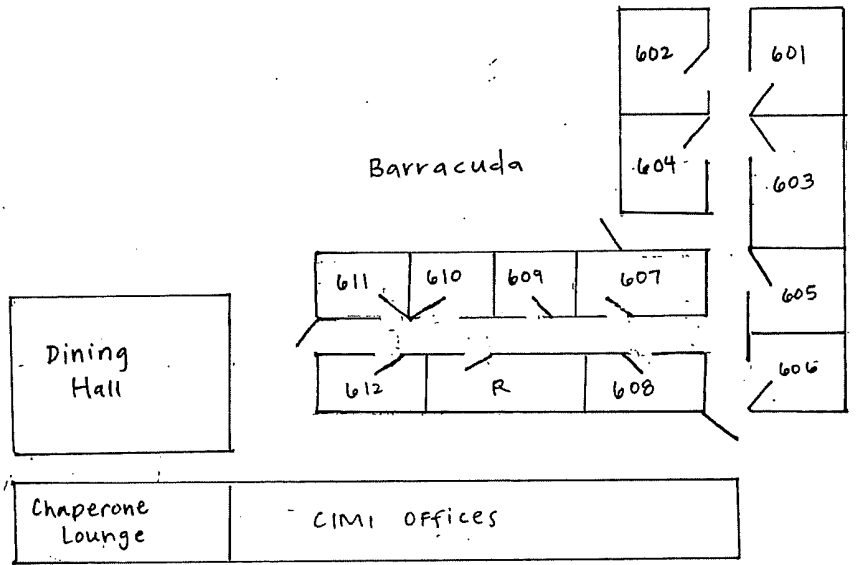 602
601
Barracuda
604
603
611
610
609
607
605
Dining
Hall
612
R
608
606
Chaperone
Lounge
CIMI Offices